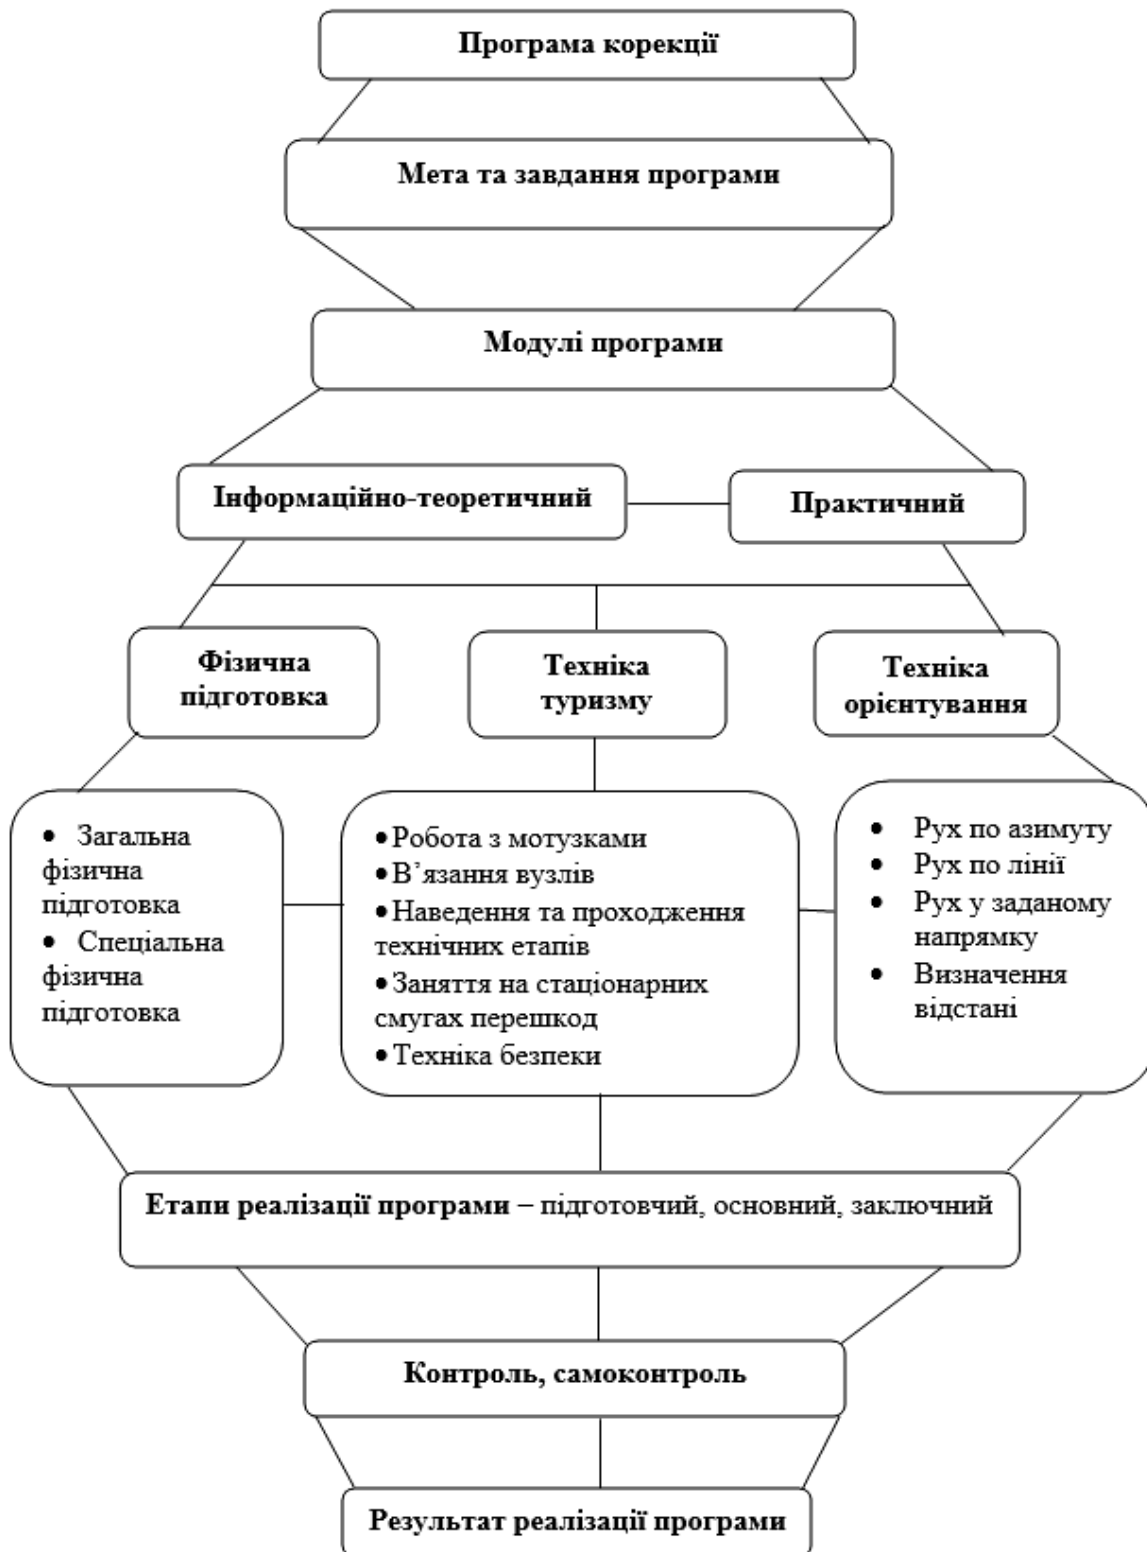 Програма корекції
Мета та завдання програми
Модулі програми
Інформаційно-теоретичний
Практичний
Фізична
підготовка
Техніка
туризму
Техніка
орієнтування
• Загальна
фізична
підготовка
• Спеціальна
фізична
підготовка
• Робота з мотузками
• В’язання вузлів
• Наведення та проходження
технічних етапів
• Заняття на стаціонарних
смугах перешкод
• Техніка безпеки
• Рух по азимуту
• Рух по лінії
• Рух у заданому
напрямку
• Визначення
відстані
Етапи реалізації програми – підготовчий, основний, заключний
Контроль, самоконтроль
Результат реалізації програми